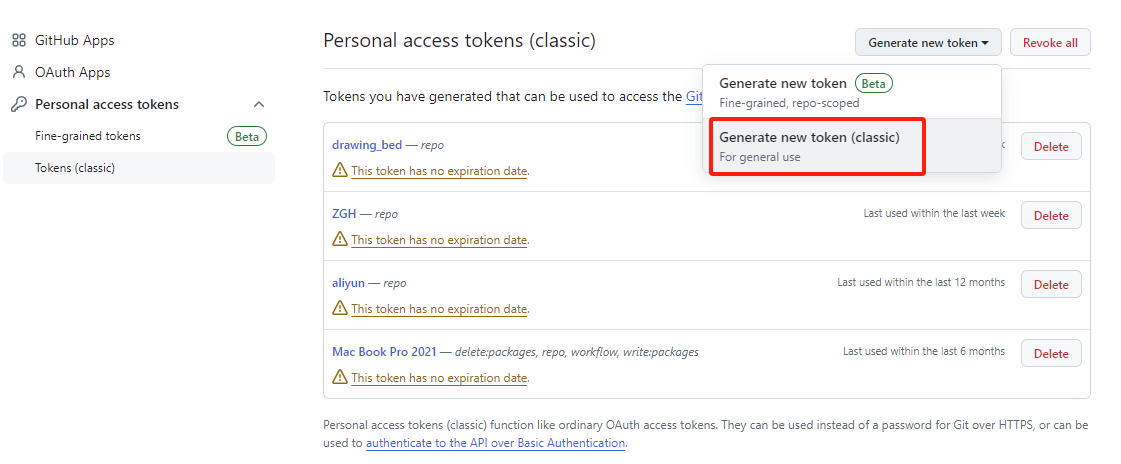 GitHub Apps
OAuth Apps
Personal access tokens
Fine-grained tokens Beta
Tokens (classic)
Personal access tokens (classic)
Generate new token
Revoke all
Generate new token Beta
Fine-grained, repo-scoped
Generate new token (classic)
For general use
Tokens you have generated that can be used to access the
drawing_bed — repo
Delete
This token has no expiration date.
ZGH — repo
Last used within the last week
Delete
This token has no expiration date.
aliyun — repo
Last used within the last 12 months
Delete
This token has no expiration date.
Mac Book Pro 2021 — delete:packages, repo, workflow, write:packages
Last used within the last 6 months
Delete
This token has no expiration date.
Personal access tokens (classic) function like ordinary OAuth access tokens. They can be used instead of a password for Git over HTTPS, or can be
used to authenticate to the API over Basic Authentication.